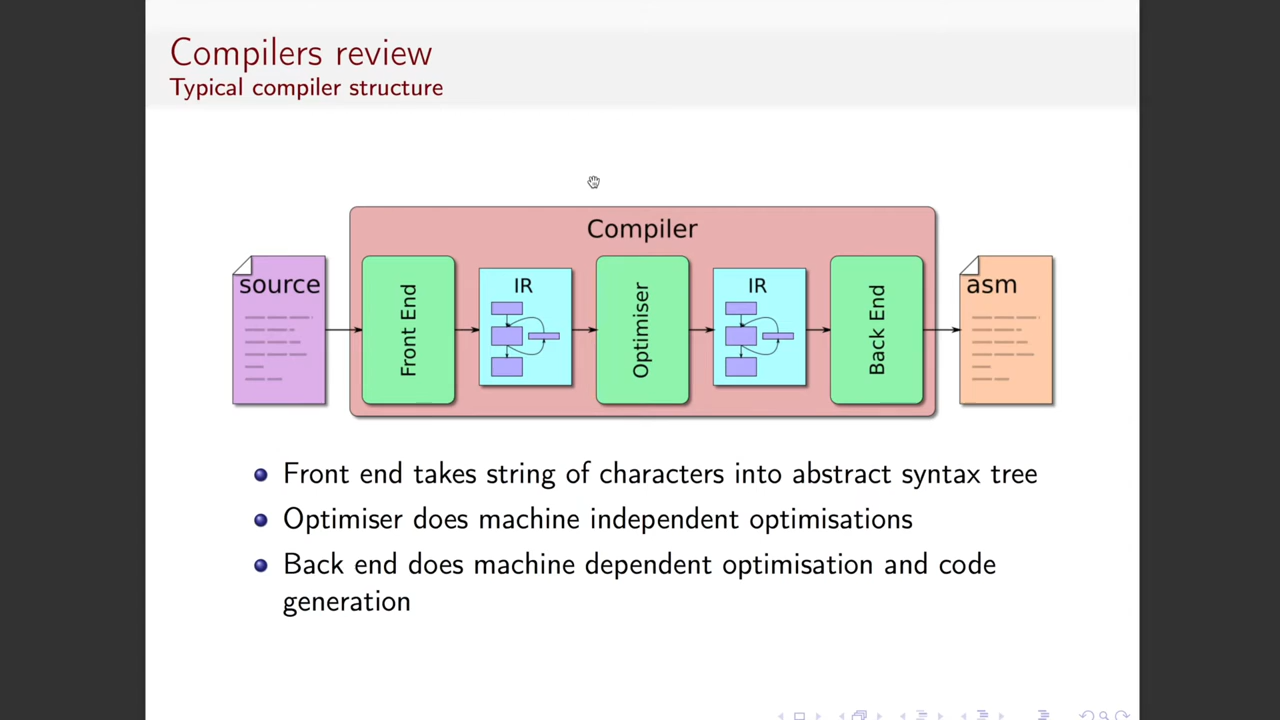 Compilers review
Typical compiler structure
Compiler
source
Front End
IR
Optimiser
IR
Back End
asm
Front end takes string of characters into abstract syntax tree
Optimiser does machine independent optimisations
Back end does machine dependent optimisation and code
generation